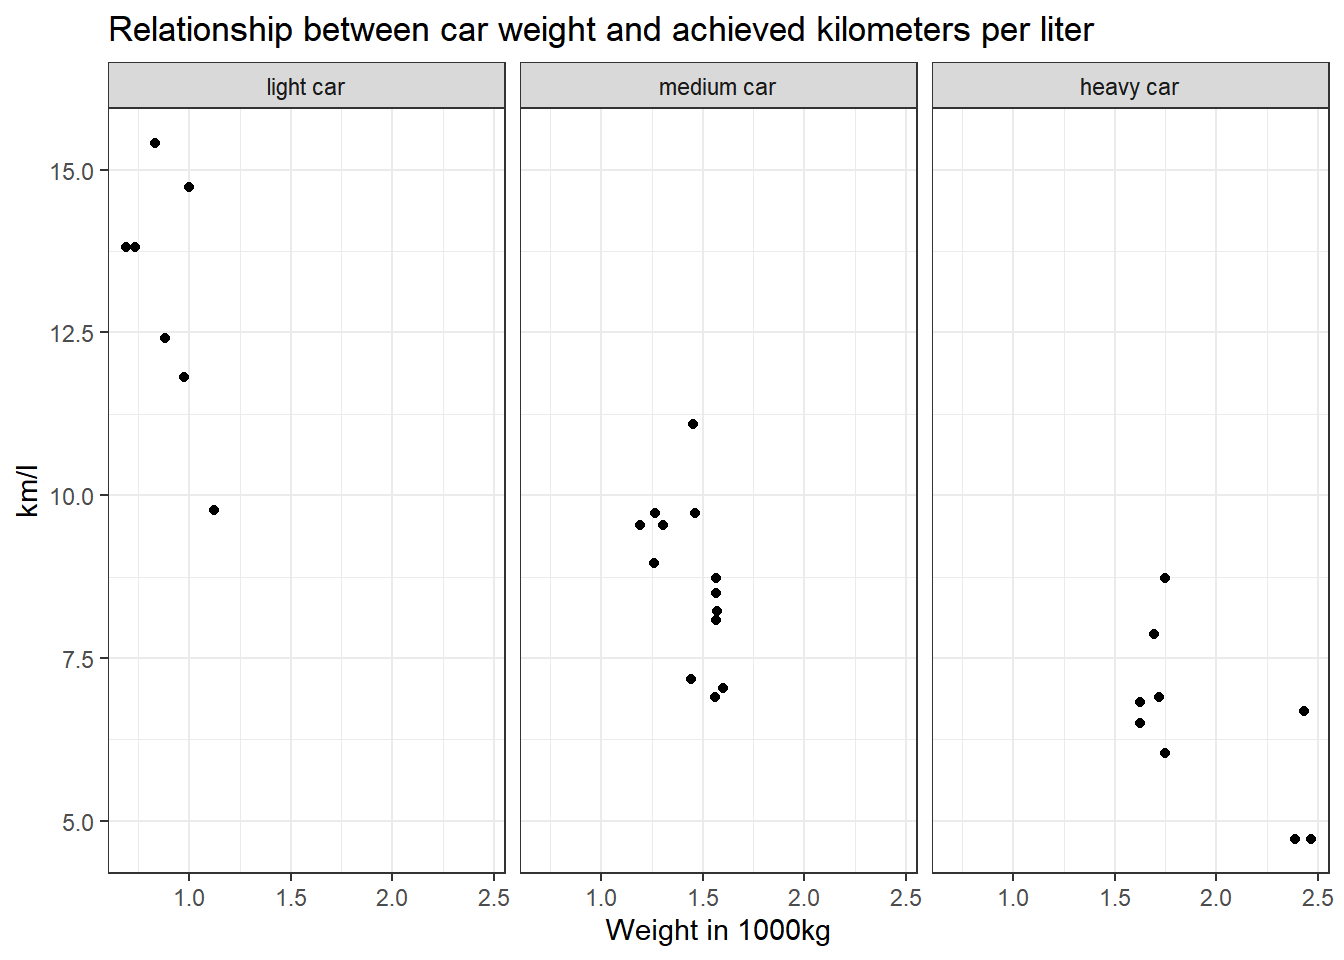 Relationship between car weight and achieved kilometers per liter
light car
medium car
heavy car
15.0
12.5
10.0
7.5
5.0
km/l
1.0 1.5 2.0 2.5
1.0 1.5 2.0 2.5
1.0 1.5 2.0 2.5
Weight in 1000kg